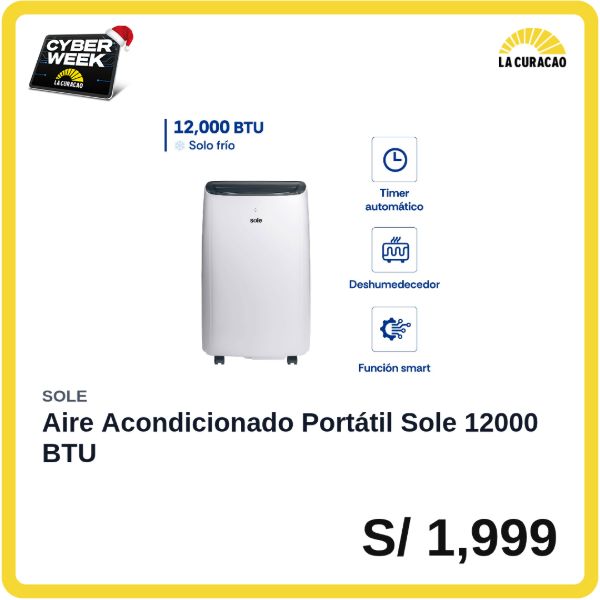 CYBER
WEEK
LA CURACAO
LA CURACAO
12,000 BTU
Solo frío
sole
Timer
automático
Deshumedecedor
Función smart
SOLE
Aire Acondicionado Portátil Sole 12000
BTU
S/ 1,999